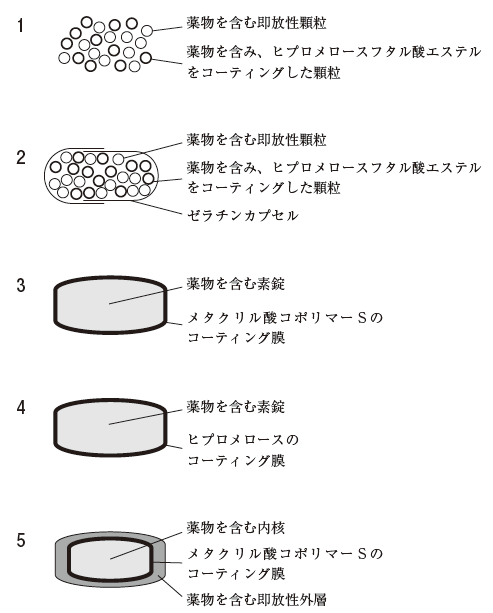 1
薬物を含む即放性顆粒
薬物を含み、ヒプロメロースフタル酸エステル
をコーティングした顆粒
2
薬物を含む即放性顆粒
薬物を含み、ヒプロメロースフタル酸エステル
をコーティングした顆粒
ゼラチンカプセル
3
薬物を含む素錠
メタクリル酸コポリマーSの
コーティング膜
4
薬物を含む素錠
ヒプロメロースの
コーティング膜
5
薬物を含む内核
メタクリル酸コポリマーSの
コーティング膜
薬物を含む即放性外層